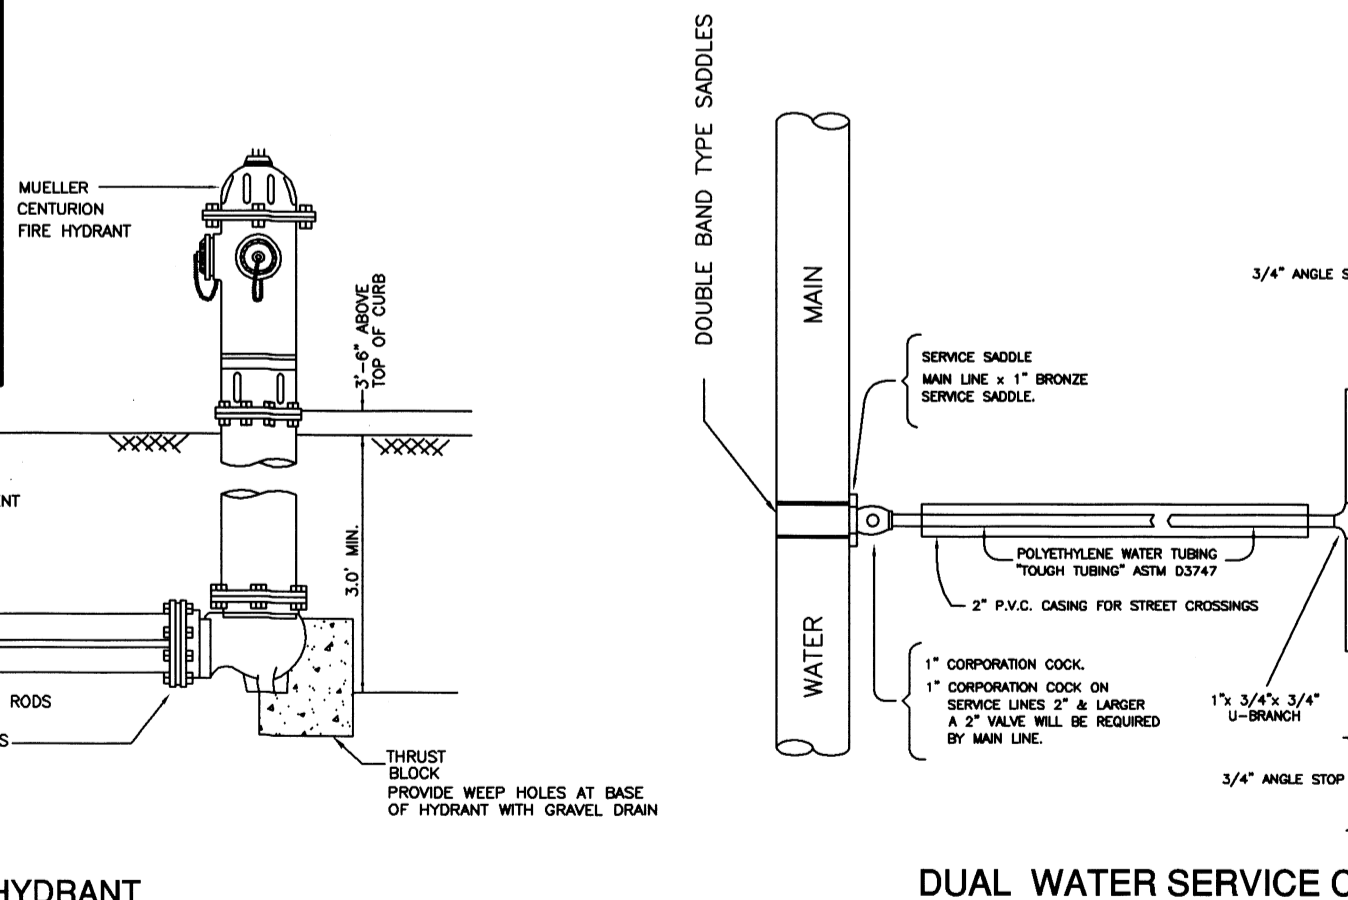 MUELLER
CENTURION
FIRE HYDRANT
3'-6" ABOVE
TOP OF CURB
3.0' MIN.
NT
RODS
S
THRUST
BLOCK
PROVIDE WEEP HOLES AT BASE
OF HYDRANT WITH GRAVEL DRAIN
HYDRANT
DOUBLE BAND TYPE SADDLES
WATER MAIN
SERVICE SADDLE
MAIN LINE x 1" BRONZE
SERVICE SADDLE.
3/4" ANGLE S
POLYETHYLENE WATER TUBING
"TOUGH TUBING" ASTM D3747
2" P.V.C. CASING FOR STREET CROSSINGS
1" CORPORATION COCK.
1" CORPORATION COCK ON
SERVICE LINES 2" & LARGER
A 2" VALVE WILL BE REQUIRED
BY MAIN LINE.
1"x 3/4"x 3/4"
U-BRANCH
3/4" ANGLE STOP
DUAL WATER SERVICE C